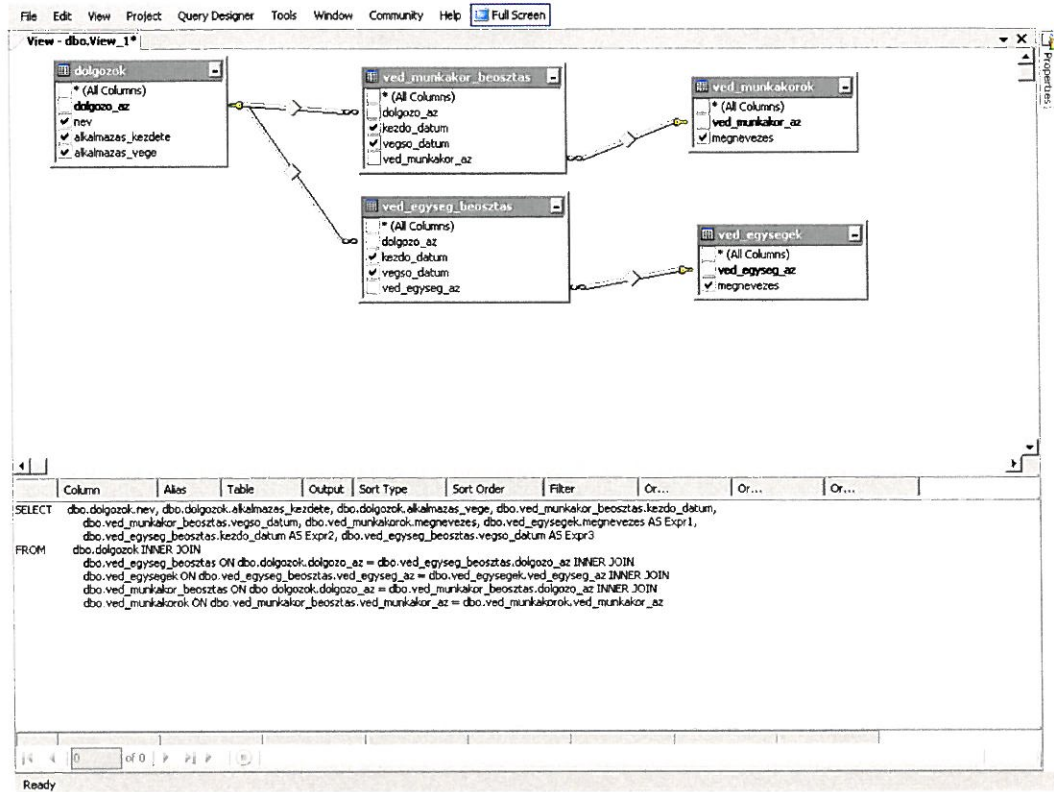 File Edit View Project Query Designer Tools Window Community Help Full Screen
View - dbo.View_1*
Properties
dolgozok
* (All Columns)
dolgozo_az
nev
alkalmazas_kezdete
alkalmazas_vege
ved_munkakor_beosztas
* (All Columns)
dolgozo_az
kezdo_datum
vegso_datum
ved_munkakor_az
ved_munkakorok
* (All Columns)
ved_munkakor_az
megnevezes
ved_egyseg_beosztas
* (All Columns)
dolgozo_az
kezdo_datum
vegso_datum
ved_egyseg_az
ved_egysegek
* (All Columns)
ved_egyseg_az
megnevezes
Column Alias Table Output Sort Type Sort Order Filter Or... Or... Or...
SELECT dbo.dolgozok.nev, dbo.dolgozok.alkalmazas_kezdete, dbo.dolgozok.alkalmazas_vege, dbo.ved_munkakor_beosztas.kezdo_datum,
dbo.ved_munkakor_beosztas.vegso_datum, dbo.ved_munkakorok.megnevezes, dbo.ved_egysegek.megnevezes AS Expr1,
dbo.ved_egyseg_beosztas.kezdo_datum AS Expr2, dbo.ved_egyseg_beosztas.vegso_datum AS Expr3
FROM dbo.dolgozok INNER JOIN
dbo.ved_egyseg_beosztas ON dbo.dolgozok.dolgozo_az = dbo.ved_egyseg_beosztas.dolgozo_az INNER JOIN
dbo.ved_egysegek ON dbo.ved_egyseg_beosztas.ved_egyseg_az = dbo.ved_egysegek.ved_egyseg_az INNER JOIN
dbo.ved_munkakor_beosztas ON dbo.dolgozok.dolgozo_az = dbo.ved_munkakor_beosztas.dolgozo_az INNER JOIN
dbo.ved_munkakorok ON dbo.ved_munkakor_beosztas.ved_munkakor_az = dbo.ved_munkakorok.ved_munkakor_az
0 of 0
Ready